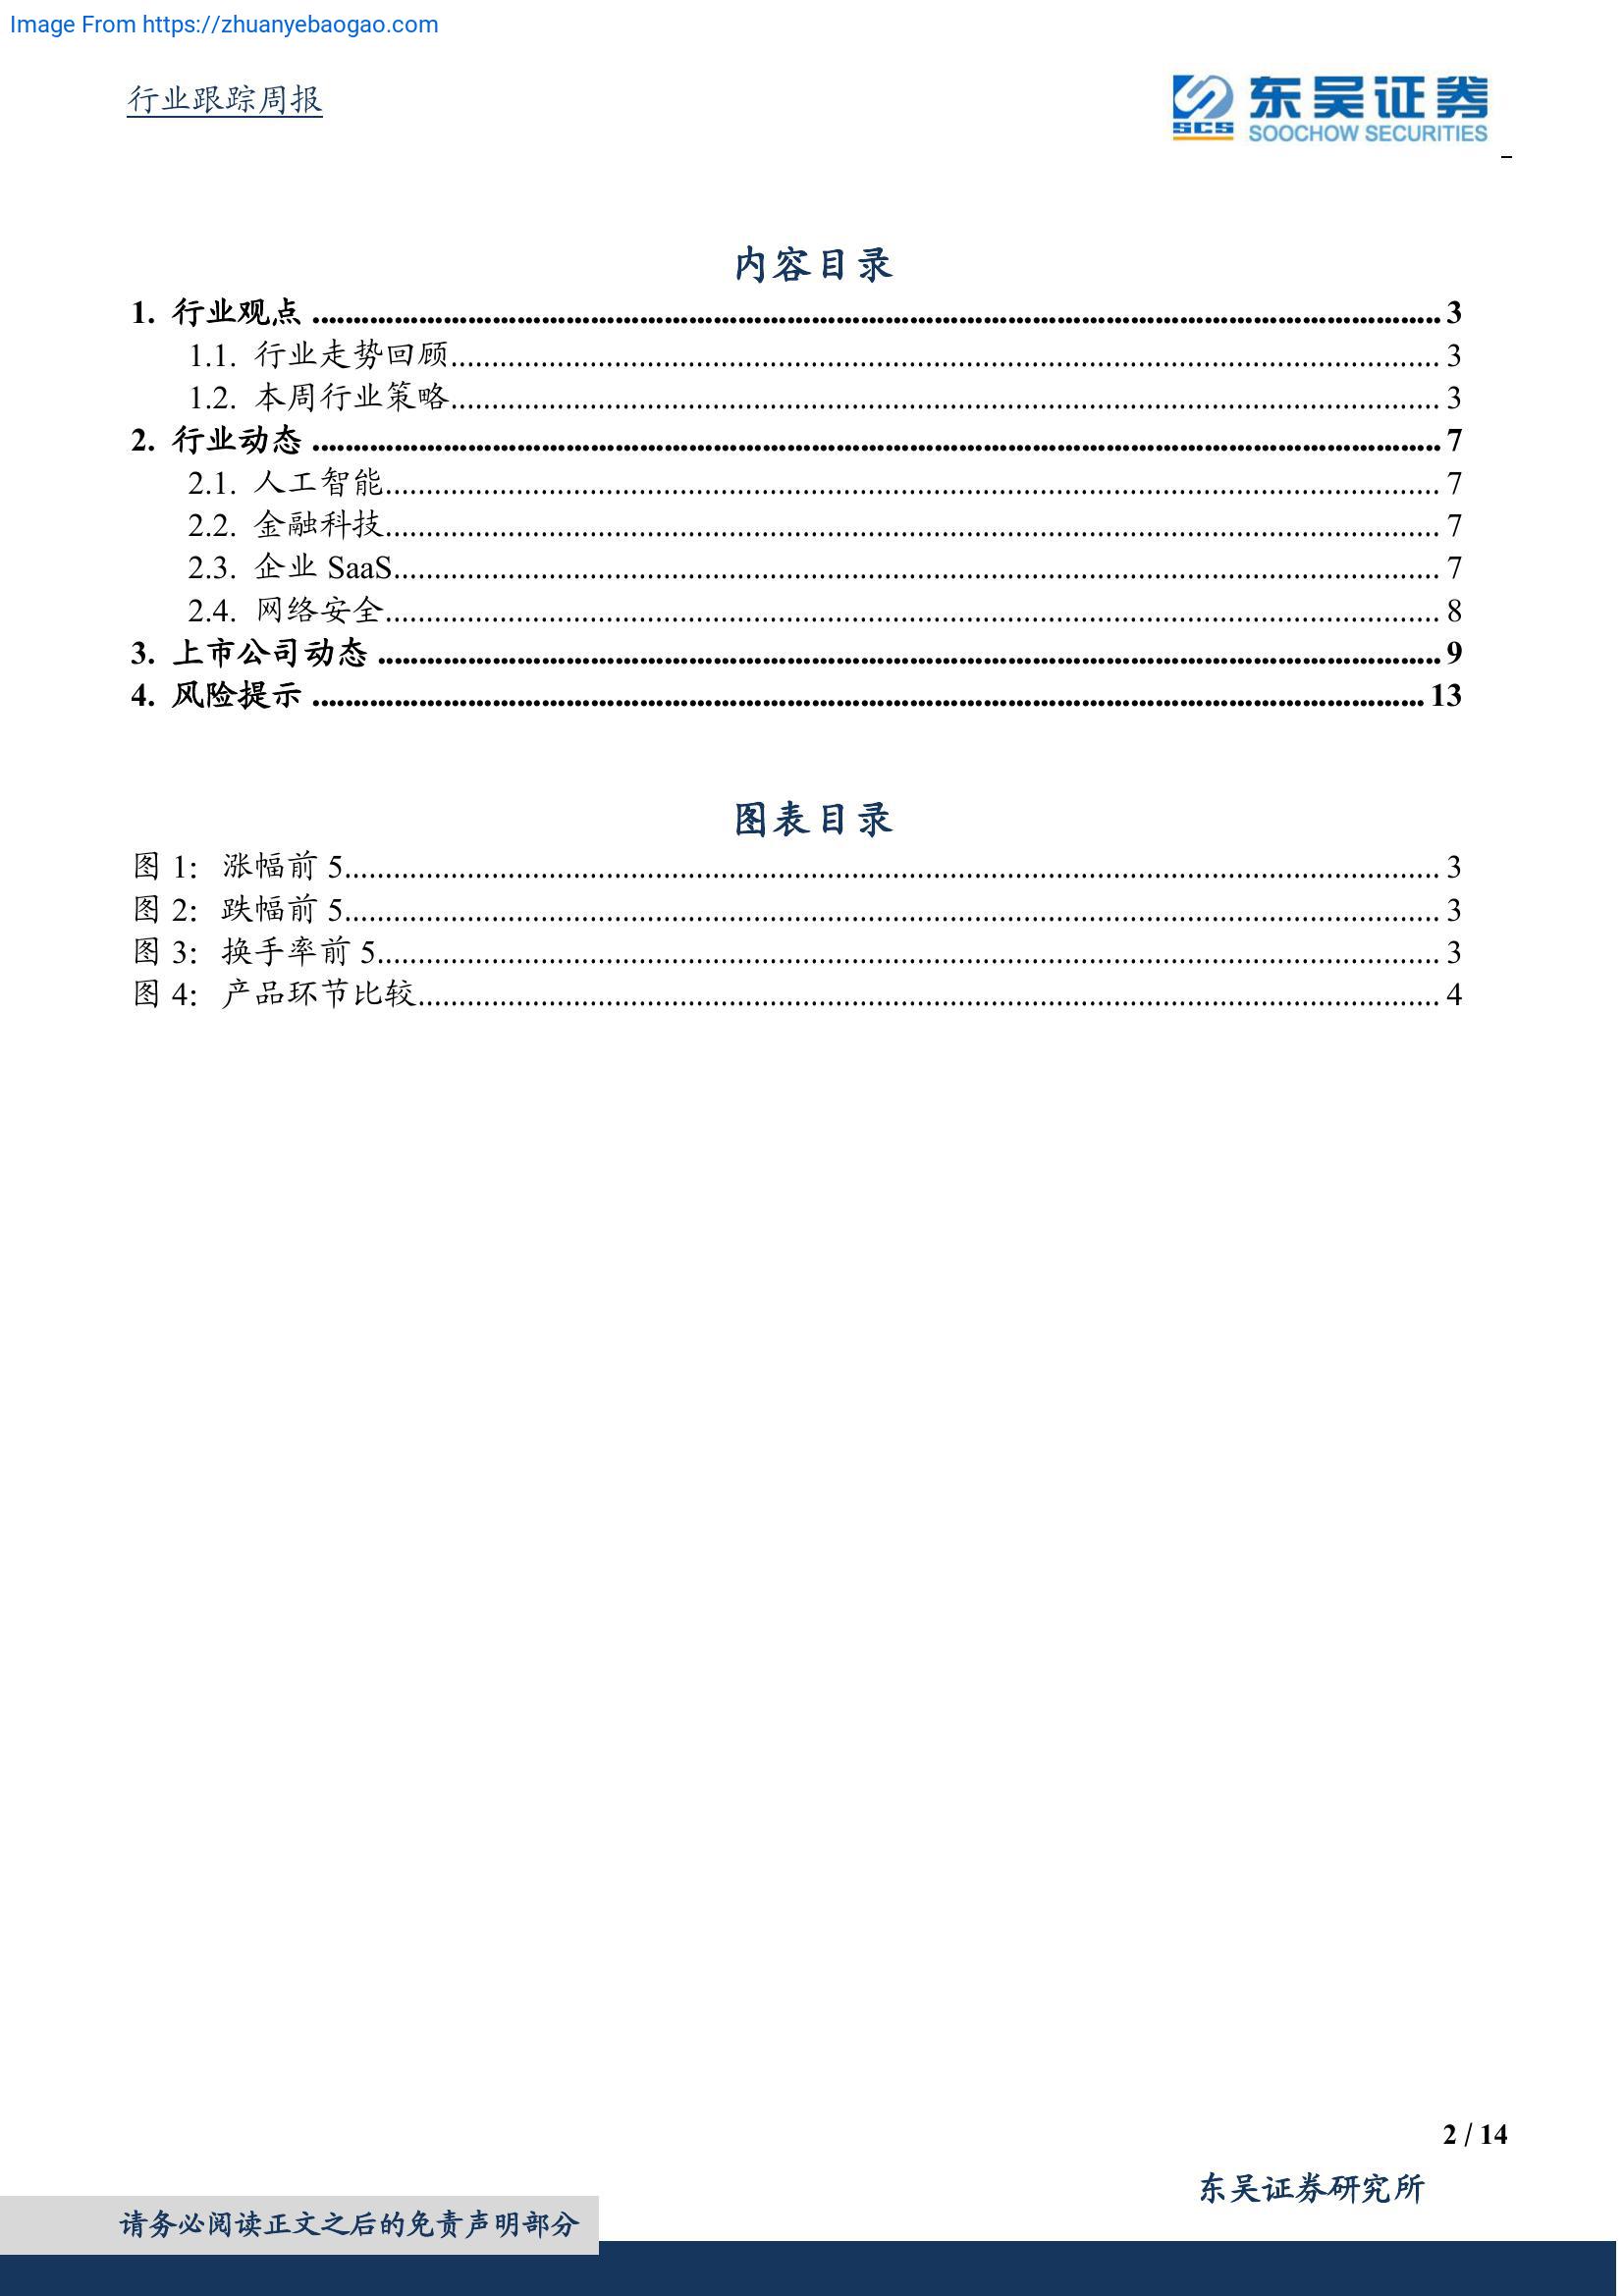 Image From https://zhuanyebaogao.com
行业跟踪周报
东吴证券
SCS SOOCHOW SECURITIES
内容目录
1. 行业观点 ........ 3
1.1. 行业走势回顾 ........ 3
1.2. 本周行业策略 ........ 3
2. 行业动态 ........ 7
2.1. 人工智能 ........ 7
2.2. 金融科技 ........ 7
2.3. 企业 SaaS ........ 7
2.4. 网络安全 ........ 8
3. 上市公司动态 ........ 9
4. 风险提示 ........ 13
图表目录
图 1: 涨幅前 5 ........ 3
图 2: 跌幅前 5 ........ 3
图 3: 换手率前 5 ........ 3
图 4: 产品环节比较 ........ 4
2 / 14
东吴证券研究所
请务必阅读正文之后的免责声明部分